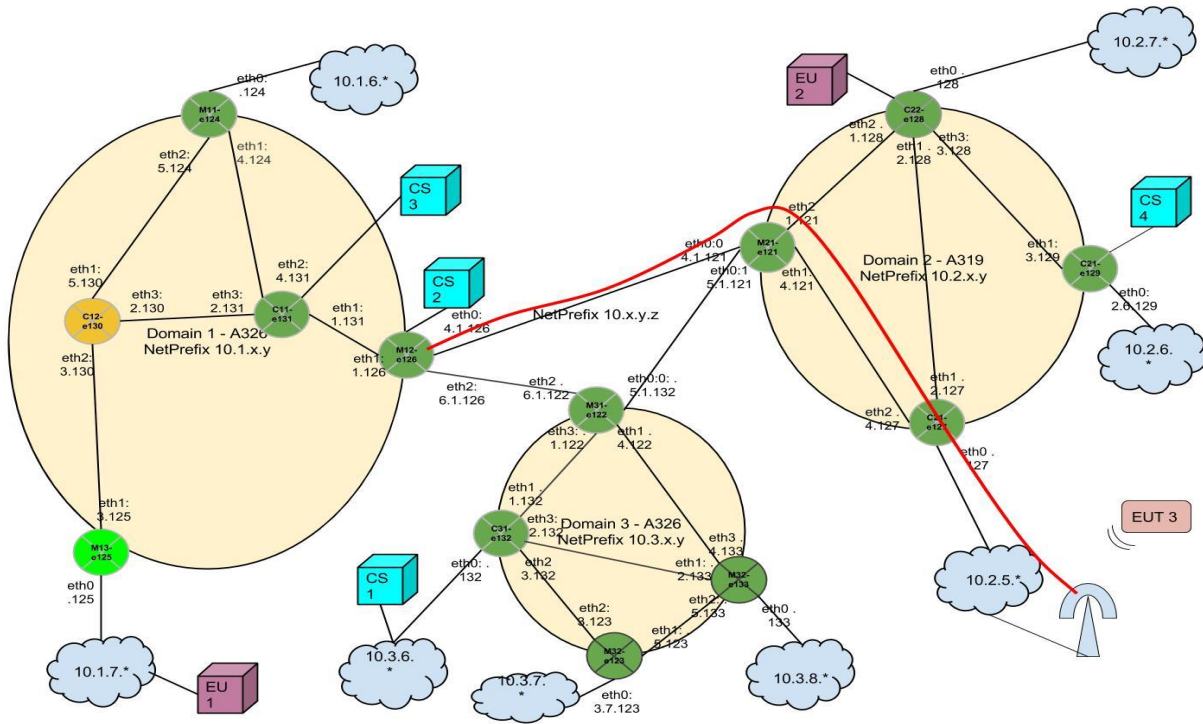 eth0:
.124
10.1.6.*
M11-
e124
eth2:
5.124
eth1:
4.124
CS
3
eth1:
5.130
eth3:
2.130
eth3:
2.131
eth2:
4.131
C12-
e130
C11-
e131
eth1:
1.131
Domain 1 - A326
NetPrefix 10.1.x.y
eth2:
3.130
CS
2
eth0:
4.1.126
M12-
e126
eth1:
1.126
eth2:
6.1.126
eth1:
3.125
M13-
e125
eth0
.125
10.1.7.*
EU
1
NetPrefix 10.x.y.z
eth0:0
4.1.121
eth0:1
5.1.121
EU
2
eth0 .
128
10.2.7.*
C22-
e128
eth2 .
1.128
eth1 .
2.128
eth3:
3.128
eth2
1.121
M21-
e121
eth1:
4.121
Domain 2 - A319
NetPrefix 10.2.x.y
CS
4
eth1:
3.129
C21-
e129
eth0:
2.6.129
10.2.6.
*
eth1 .
2.127
eth2 .
4.127
C21-
eth0 .
127
EUT 3
10.2.5.*
eth2 .
6.1.122
eth0:0: .
5.1.132
M31-
e122
eth3: .
1.122
eth1 .
4.122
eth1 .
1.132
C31-
e132
eth3:
2.132
Domain 3 - A326
NetPrefix 10.3.x.y
eth0: .
132
eth2
3.132
eth3 .
4.133
eth1: .
2.133
M32-
e133
eth2: .
5.133
eth0 .
133
CS
1
10.3.6.
*
eth2:
3.123
eth1:
5.123
M32-
e123
10.3.7.
*
eth0:
3.7.123
10.3.8.*